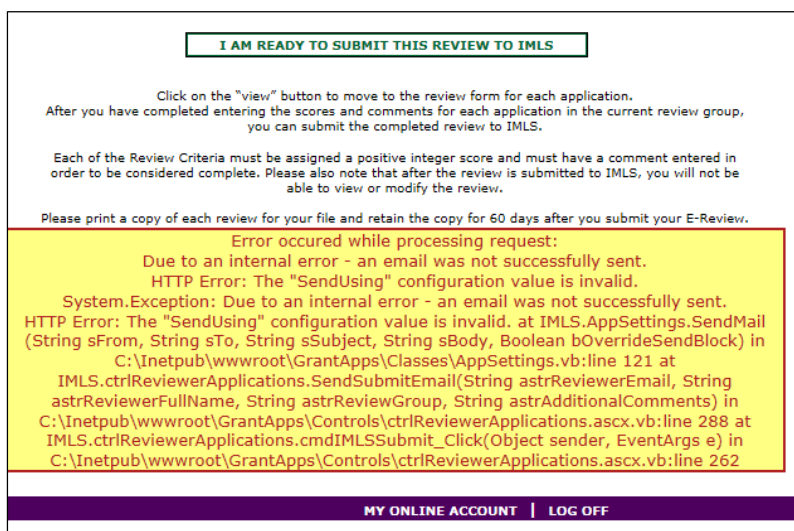 I AM READY TO SUBMIT THIS REVIEW TO IMLS
Click on the "view" button to move to the review form for each application.
After you have completed entering the scores and comments for each application in the current review group,
you can submit the completed review to IMLS.
Each of the Review Criteria must be assigned a positive integer score and must have a comment entered in
order to be considered complete. Please also note that after the review is submitted to IMLS, you will not be
able to view or modify the review.
Please print a copy of each review for your file and retain the copy for 60 days after you submit your E-Review.
Error occured while processing request:
Due to an internal error - an email was not successfully sent.
HTTP Error: The "SendUsing" configuration value is invalid.
System.Exception: Due to an internal error - an email was not successfully sent.
HTTP Error: The "SendUsing" configuration value is invalid. at IMLS.AppSettings.SendMail
(String sFrom, String sTo, String sSubject, String sBody, Boolean bOverrideSendBlock) in
C:\Inetpub\wwwroot\GrantApps\Classes\AppSettings.vb:line 121 at
IMLS.ctrlReviewerApplications.SendSubmitEmail(String astrReviewerEmail, String
astrReviewerFullName, String astrReviewGroup, String astrAdditionalComments) in
C:\Inetpub\wwwroot\GrantApps\Controls\ctrlReviewerApplications.ascx.vb:line 288 at
IMLS.ctrlReviewerApplications.cmdIMLSSubmit_Click(Object sender, EventArgs e) in
C:\Inetpub\wwwroot\GrantApps\Controls\ctrlReviewerApplications.ascx.vb:line 262
MY ONLINE ACCOUNT | LOG OFF